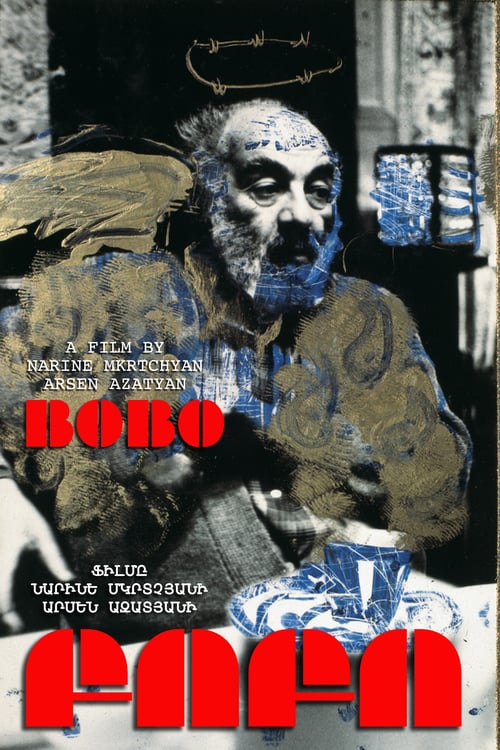 A FILM BY
NARINE MKRTCHYAN
ARSEN AZATYAN
BOBO
ՖԻԼՄԸ
ՆԱՐԻՆԵ ՄԿՐՏՉՅԱՆԻ
ԱՐՍԵՆ ԱԶԱՏՅԱՆԻ
ԲՈԲՈ